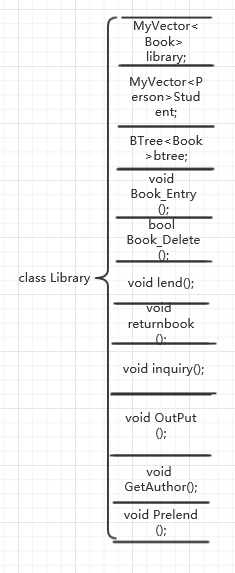 MyVector<
Book>
library;
MyVector<P
erson>Stud
ent;
BTree<Book
>btree;
void
Book_Entry
();
bool
Book_Delete
();
class Library
void lend();
void
returnbook
();
void inquiry();
void OutPut
();
void
GetAuthor();
void Prelend
();